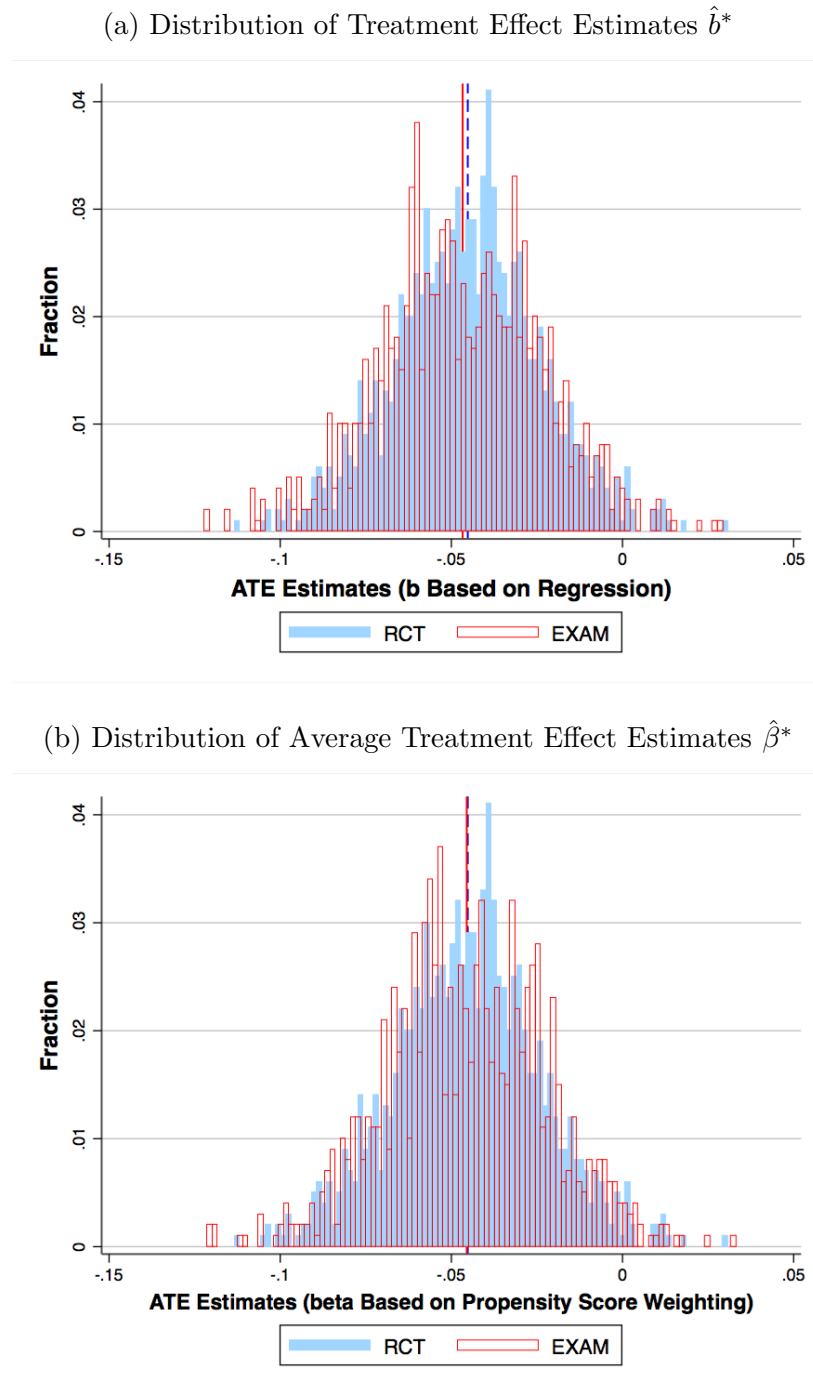 (a) Distribution of Treatment Effect Estimates b̂*
.04
.03
.02
.01
0
Fraction
-.15 -.1 -.05 0 .05
ATE Estimates (b Based on Regression)
RCT EXAM
(b) Distribution of Average Treatment Effect Estimates β̂*
.04
.03
.02
.01
0
Fraction
-.15 -.1 -.05 0 .05
ATE Estimates (beta Based on Propensity Score Weighting)
RCT EXAM